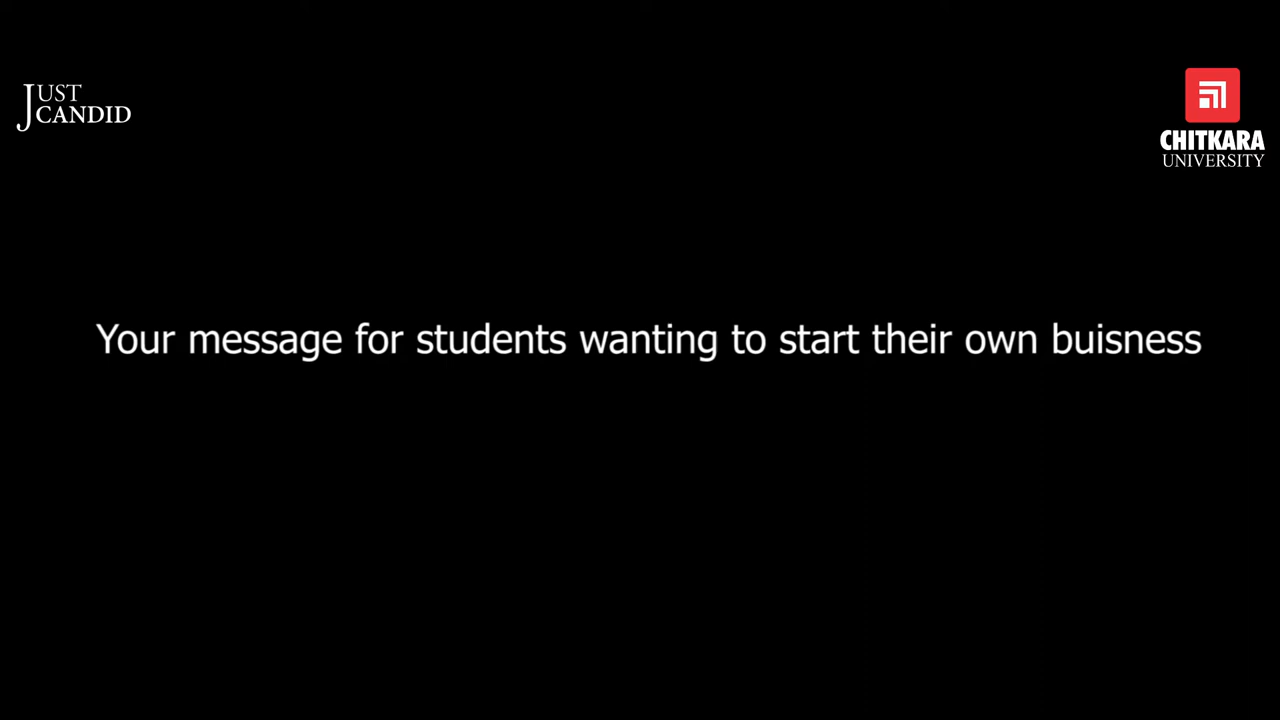 JUST
CANDID
CHITKARA
UNIVERSITY
Your message for students wanting to start their own buisness